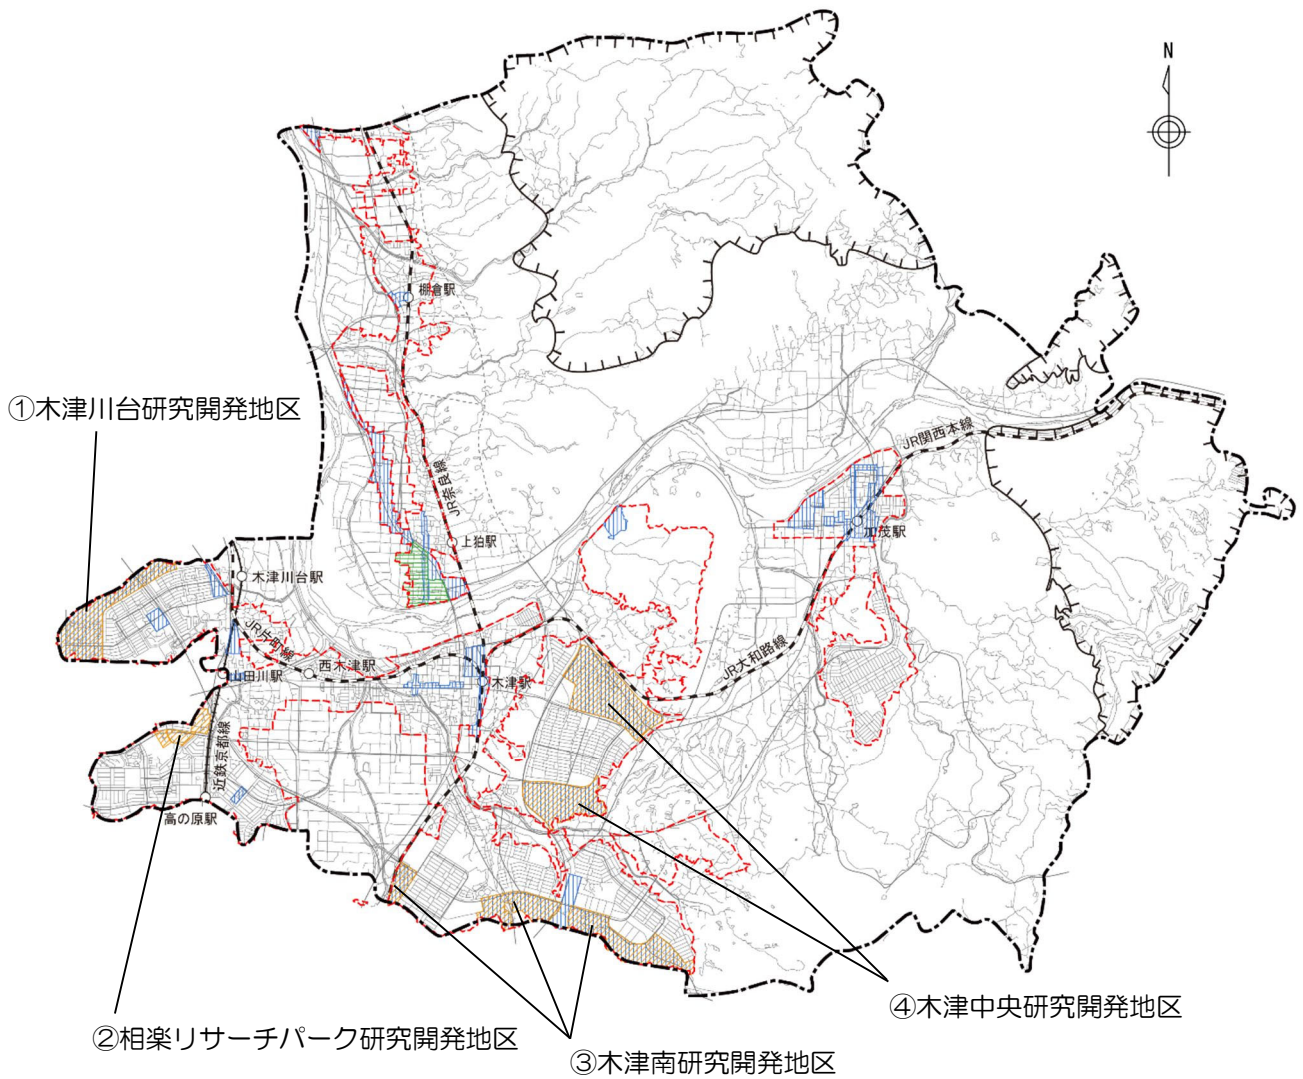 N
棚倉駅
①木津川台研究開発地区
JR関西本線
JR奈良線
上狛駅
加茂駅
木津川台駅
JR片町線
西木津駅
山田川駅
木津駅
JR大和路線
近鉄京都線
高の原駅
④木津中央研究開発地区
②相楽リサーチパーク研究開発地区
③木津南研究開発地区